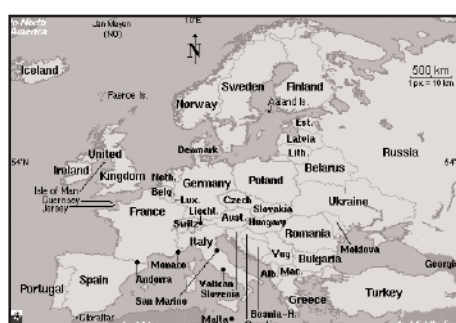 to North
America
Jan Mayen
(NO)
10°E
N
Iceland
500 km
1px = 10 km
Faeroe Is.
Sweden
Finland
Norway
Aaland Is.
Est.
Latvia
Lith.
Russia
Denmark
54°N
54°
United
Kingdom
Ireland
Isle of Man
Guernsey
Jersey
Neth.
Belg
Lux.
Germany
Poland
Belarus
Ukraine
France
Liecht.
Switz
Czech
Slovakia
Aust.
Hungary
Romania
Moldova
Italy
Yug
Bulgaria
Georgia
Monaco
Andorra
San Marino
Vatican
Slovenia
Alb.
Mac.
Portugal
Spain
Greece
Turkey
Gibraltar
Malta
Bosnia-H.